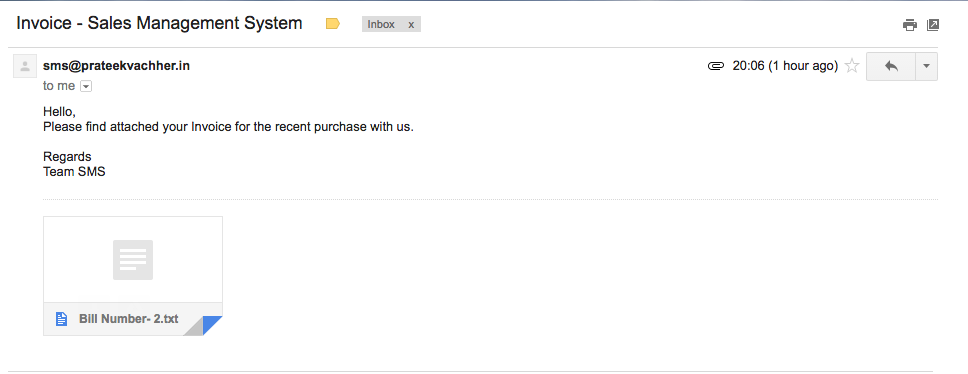 Invoice - Sales Management System Inbox x
sms@prateekvachher.in 20:06 (1 hour ago)
to me
Hello,
Please find attached your Invoice for the recent purchase with us.
Regards
Team SMS
Bill Number- 2.txt